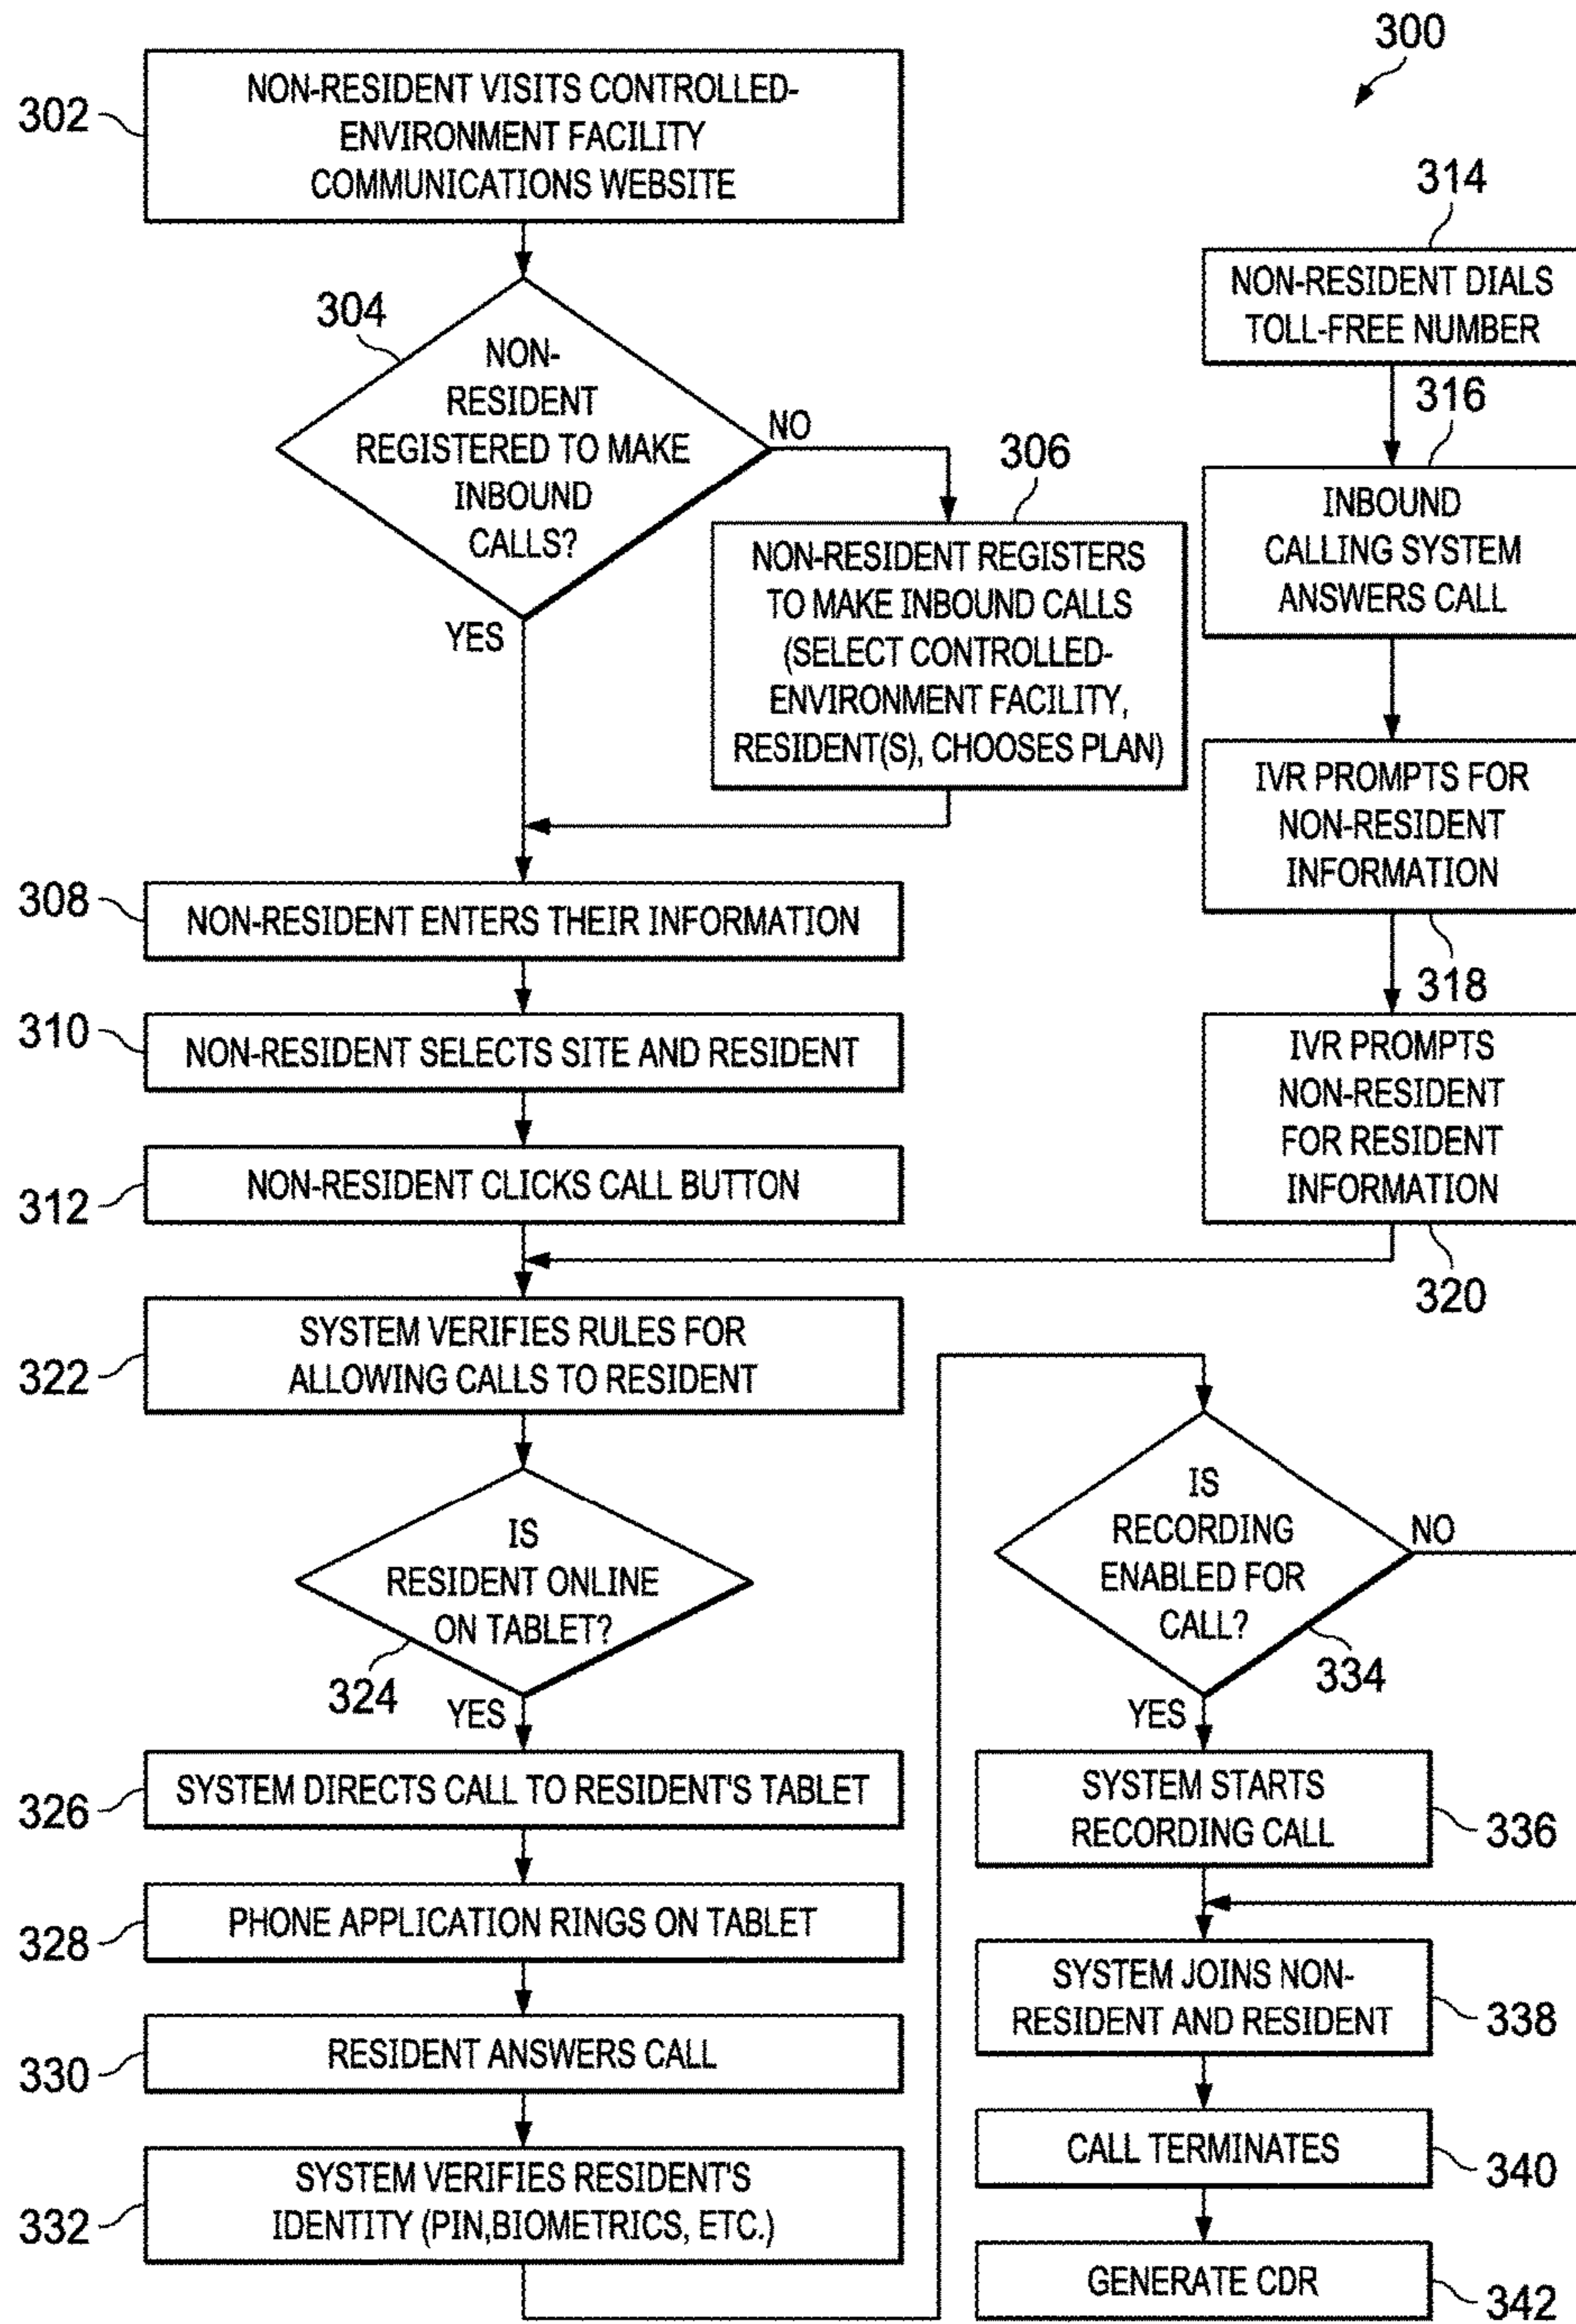 300
302
NON-RESIDENT VISITS CONTROLLED-
ENVIRONMENT FACILITY
COMMUNICATIONS WEBSITE
304
NON-
RESIDENT
REGISTERED TO MAKE
INBOUND
CALLS?
NO
YES
306
NON-RESIDENT REGISTERS
TO MAKE INBOUND CALLS
(SELECT CONTROLLED-
ENVIRONMENT FACILITY,
RESIDENT(S), CHOOSES PLAN)
308
NON-RESIDENT ENTERS THEIR INFORMATION
310
NON-RESIDENT SELECTS SITE AND RESIDENT
312
NON-RESIDENT CLICKS CALL BUTTON
314
NON-RESIDENT DIALS
TOLL-FREE NUMBER
316
INBOUND
CALLING SYSTEM
ANSWERS CALL
IVR PROMPTS FOR
NON-RESIDENT
INFORMATION
318
IVR PROMPTS
NON-RESIDENT
FOR RESIDENT
INFORMATION
320
322
SYSTEM VERIFIES RULES FOR
ALLOWING CALLS TO RESIDENT
IS
RESIDENT ONLINE
ON TABLET?
324
YES
326
SYSTEM DIRECTS CALL TO RESIDENT'S TABLET
328
PHONE APPLICATION RINGS ON TABLET
330
RESIDENT ANSWERS CALL
332
SYSTEM VERIFIES RESIDENT'S
IDENTITY (PIN,BIOMETRICS, ETC.)
IS
RECORDING
ENABLED FOR
CALL?
NO
334
YES
SYSTEM STARTS
RECORDING CALL
336
SYSTEM JOINS NON-
RESIDENT AND RESIDENT
338
CALL TERMINATES
340
GENERATE CDR
342